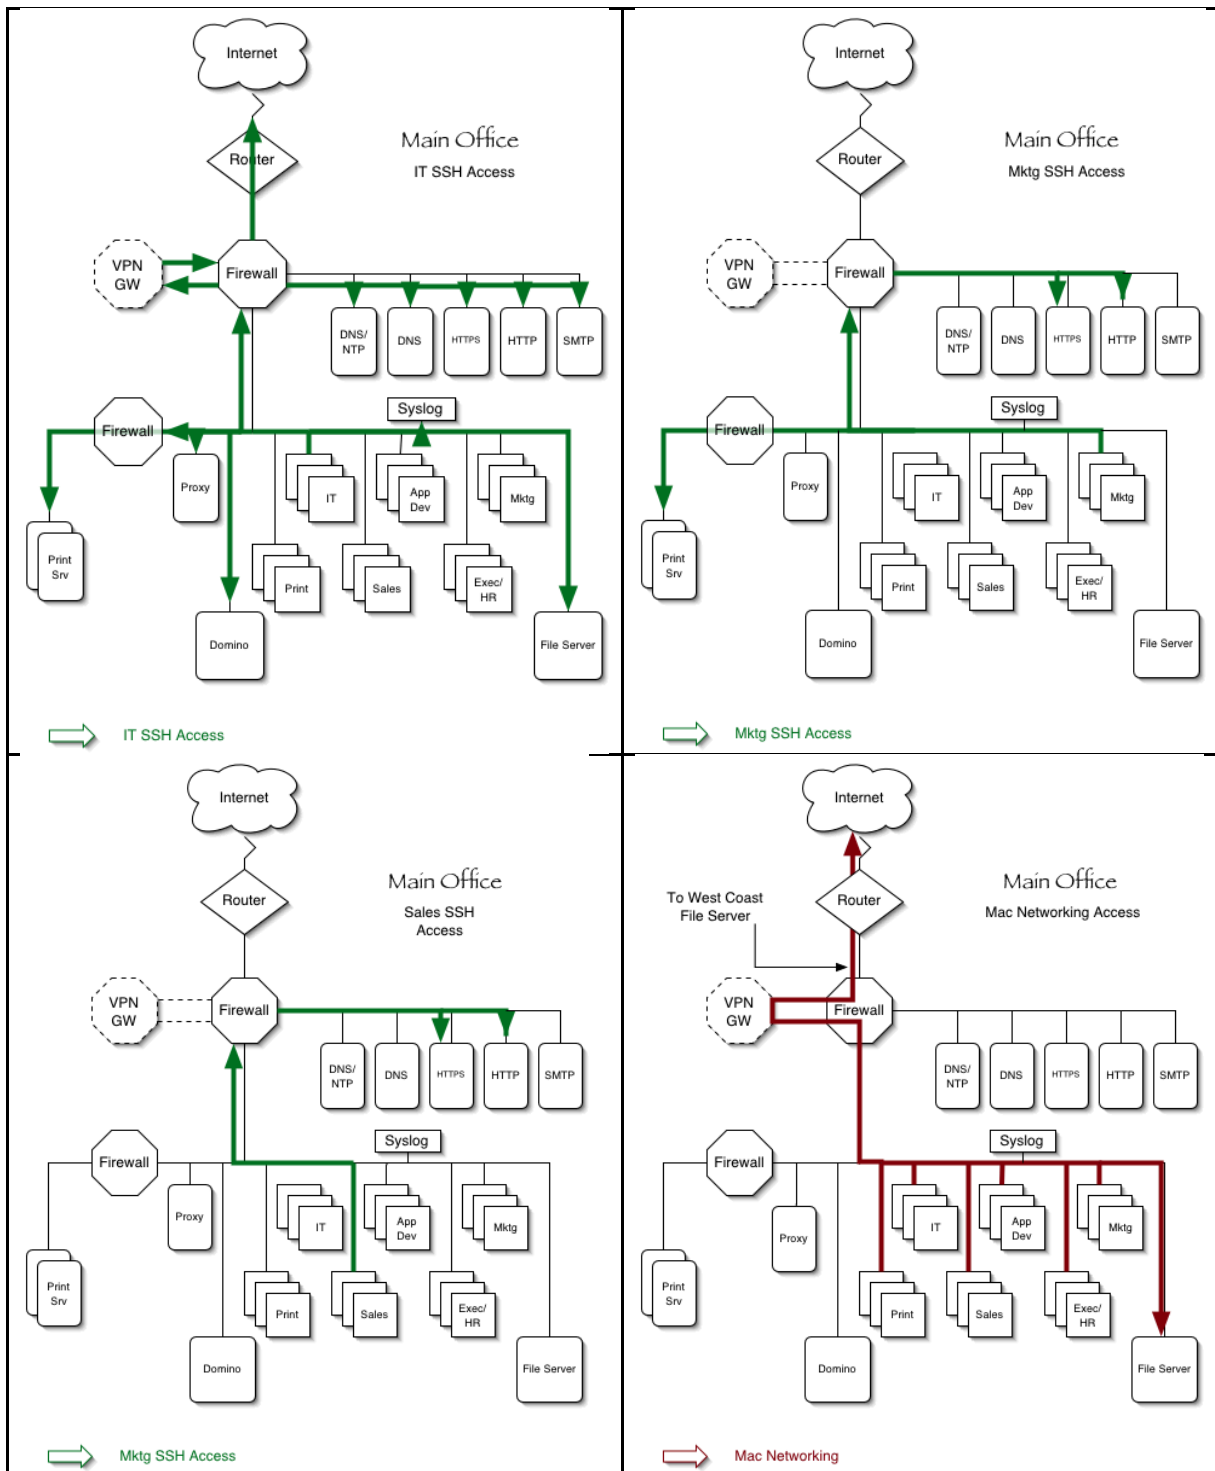 Internet
Main Office
Router
IT SSH Access
VPN
GW
Firewall
DNS/
NTP
DNS
HTTPS
HTTP
SMTP
Syslog
Firewall
Proxy
IT
App
Dev
Mktg
Print
Srv
Print
Sales
Exec/
HR
Domino
File Server
IT SSH Access
Internet
Main Office
Router
Mktg SSH Access
VPN
GW
Firewall
DNS/
NTP
DNS
HTTPS
HTTP
SMTP
Syslog
Firewall
Proxy
IT
App
Dev
Mktg
Print
Srv
Print
Sales
Exec/
HR
Domino
File Server
Mktg SSH Access
Internet
Main Office
Router
Sales SSH
Access
VPN
GW
Firewall
DNS/
NTP
DNS
HTTPS
HTTP
SMTP
Syslog
Firewall
Proxy
IT
App
Dev
Mktg
Print
Srv
Print
Sales
Exec/
HR
Domino
File Server
Mktg SSH Access
Internet
Main Office
To West Coast
File Server
Router
Mac Networking Access
VPN
GW
Firewall
DNS/
NTP
DNS
HTTPS
HTTP
SMTP
Syslog
Firewall
Proxy
IT
App
Dev
Mktg
Print
Srv
Print
Sales
Exec/
HR
Domino
File Server
Mac Networking